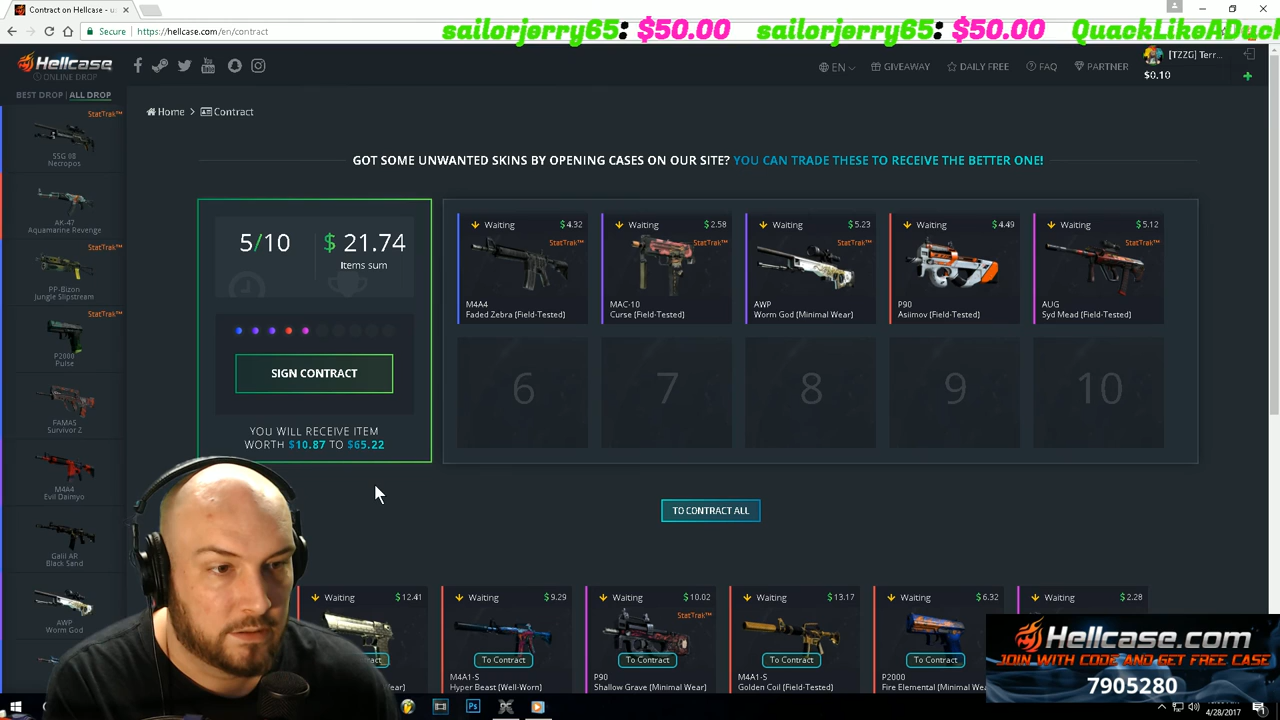 Contract on Hellcase - u
Secure
https://hellcase.com/en/contract
sailorjerry65: $50.00 sailorjerry65: $50.00 QuackLikeADuck
Hellcase
ONLINE DROP
EN
GIVEAWAY
DAILY FREE
FAQ
PARTNER
[TZZG] Terr...
$0.10
BEST DROP | ALL DROP
Home > Contract
StatTrak™
SSG 08
Necropos
AK-47
Aquamarine Revenge
StatTrak™
PP-Bizon
Jungle Slipstream
StatTrak™
P2000
Pulse
FAMAS
Survivor Z
M4A4
Evil Daimyo
Galil AR
Black Sand
AWP
Worm God
GOT SOME UNWANTED SKINS BY OPENING CASES ON OUR SITE? YOU CAN TRADE THESE TO RECEIVE THE BETTER ONE!
5/10
$ 21.74
Items sum
SIGN CONTRACT
YOU WILL RECEIVE ITEM
WORTH $10.87 TO $65.22
Waiting $4.32
StatTrak™
M4A4
Faded Zebra [Field-Tested]
Waiting $2.58
StatTrak™
MAC-10
Curse [Field-Tested]
Waiting $5.23
StatTrak™
AWP
Worm God [Minimal Wear]
Waiting $4.49
P90
Asiimov [Field-Tested]
Waiting $5.12
StatTrak™
AUG
Syd Mead [Field-Tested]
6 7 8 9 10
TO CONTRACT ALL
Waiting $12.41
Waiting $9.29
To Contract
M4A1-S
Hyper Beast [Well-Worn]
Waiting $10.02
StatTrak™
To Contract
P90
Shallow Grave [Minimal Wear]
Waiting $13.17
To Contract
M4A1-S
Golden Coil [Field-Tested]
Waiting $6.32
To Contract
P2000
Fire Elemental [Minimal Wea
Waiting $2.28
Hellcase.com
JOIN WITH CODE AND GET FREE CASE
7905280
4/28/2017